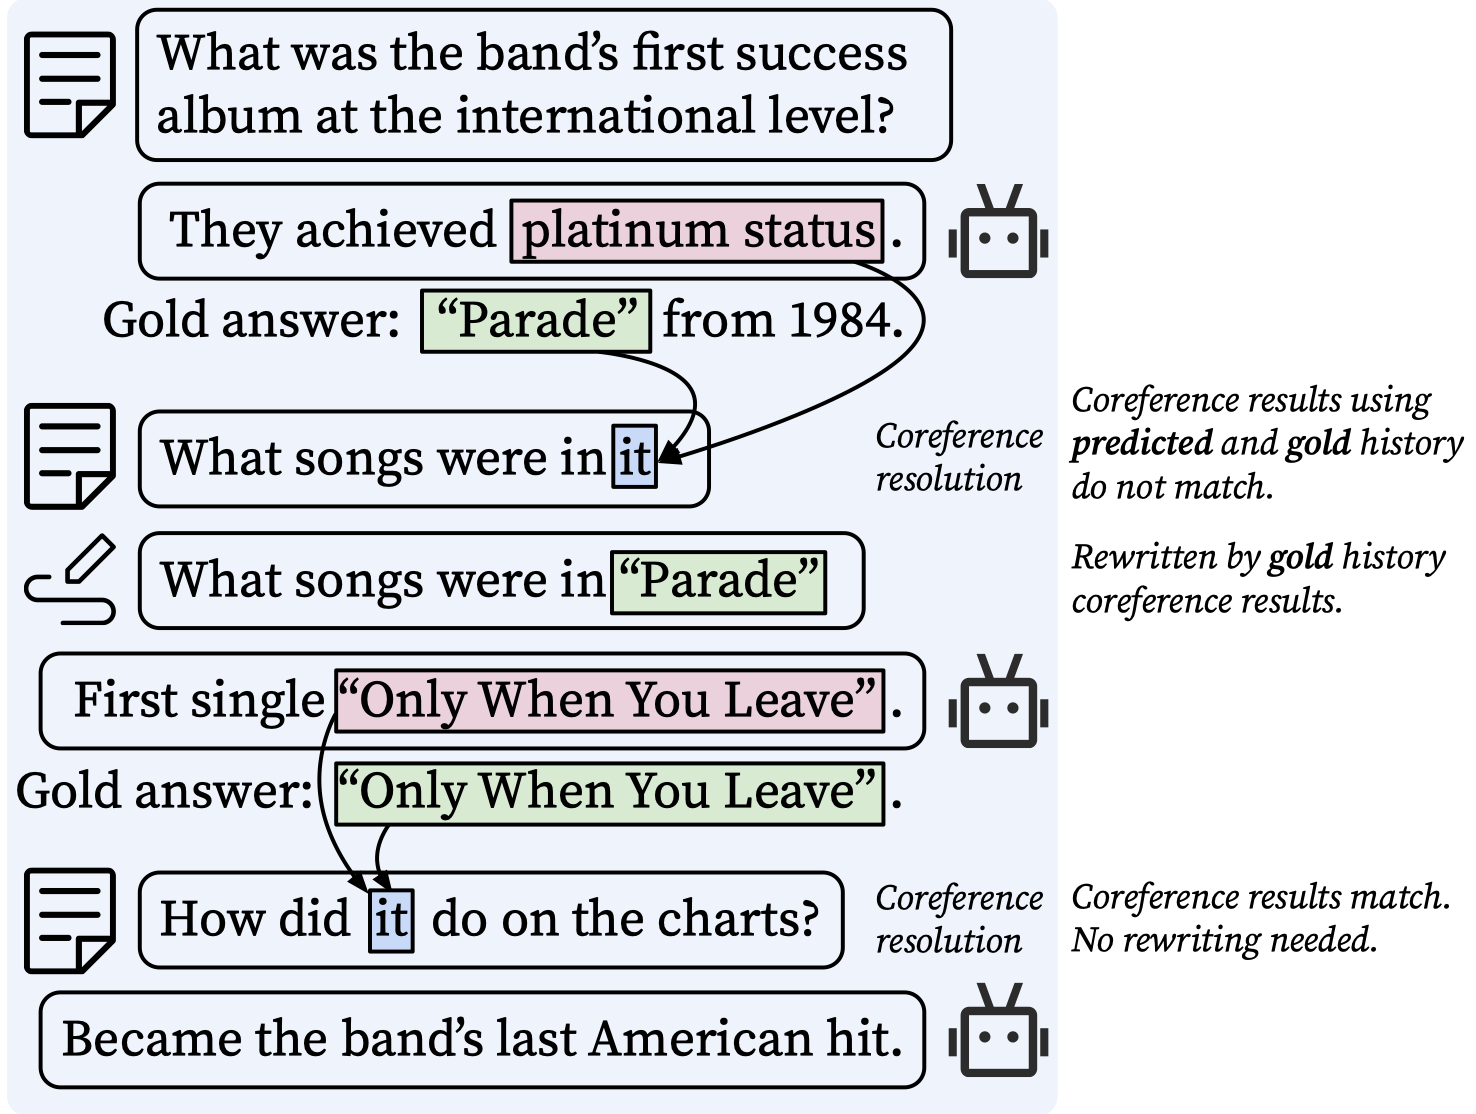 What was the band’s first success
album at the international level?
They achieved platinum status.
Gold answer: “Parade” from 1984.
What songs were in it
Coreference
resolution
Coreference results using
predicted and gold history
do not match.
What songs were in “Parade”
Rewritten by gold history
coreference results.
First single “Only When You Leave”.
Gold answer: “Only When You Leave”.
How did it do on the charts?
Coreference
resolution
Coreference results match.
No rewriting needed.
Became the band’s last American hit.